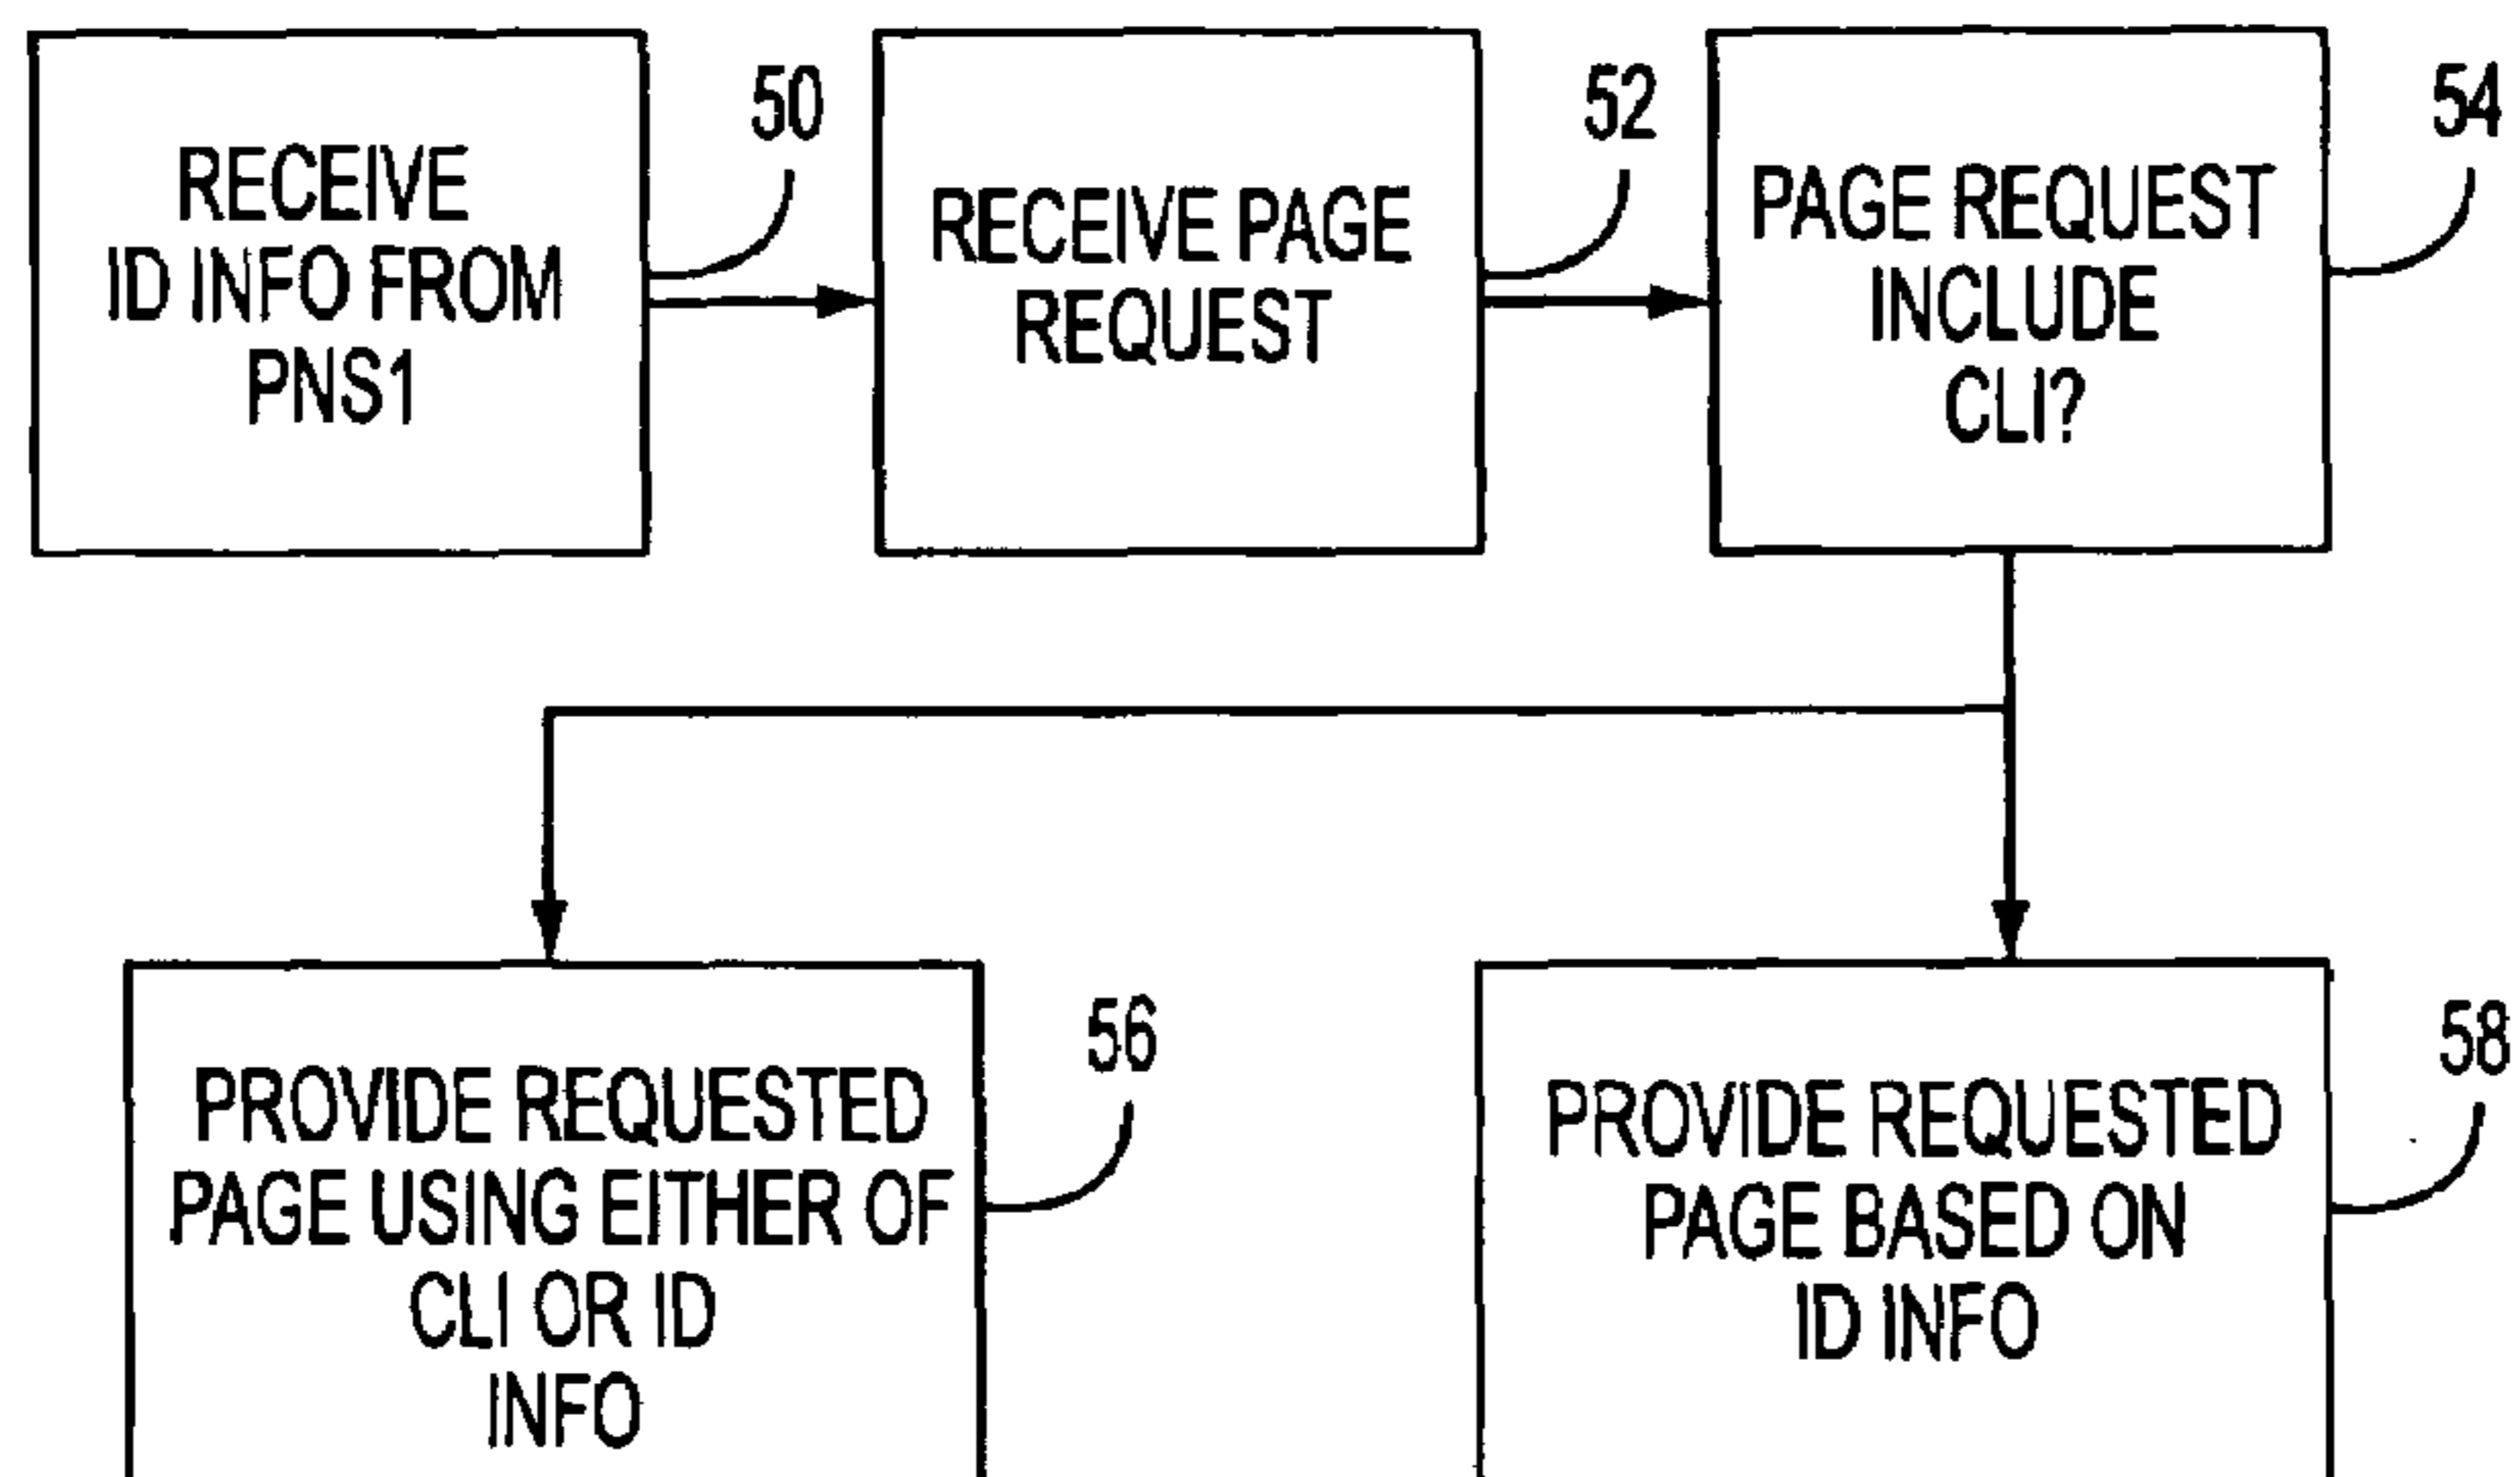 50
RECEIVE
ID INFO FROM
PNS1
52
RECEIVE PAGE
REQUEST
54
PAGE REQUEST
INCLUDE
CLI?
56
PROVIDE REQUESTED
PAGE USING EITHER OF
CLI OR ID
INFO
58
PROVIDE REQUESTED
PAGE BASED ON
ID INFO